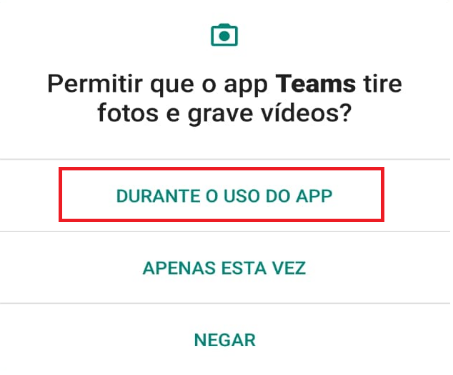 Permitir que o app Teams tire
fotos e grave vídeos?
DURANTE O USO DO APP
APENAS ESTA VEZ
NEGAR